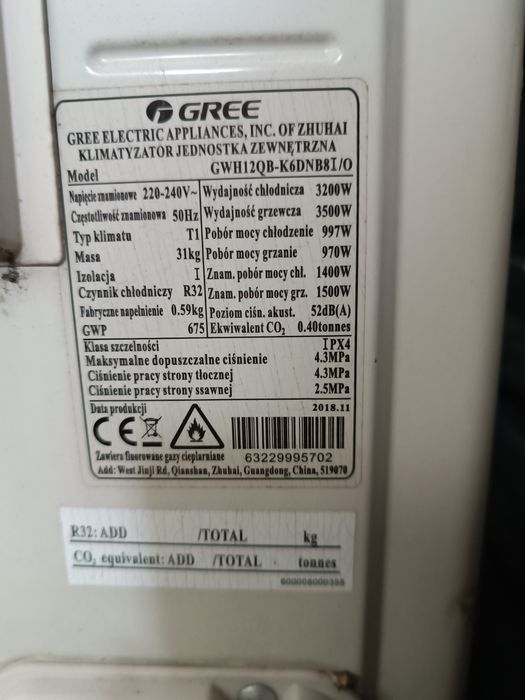 GREE
GREE ELECTRIC APPLIANCES, INC. OF ZHUHAI
KLIMATYZATOR JEDNOSTKA ZEWNĘTRZNA
Model GWH12QB-K6DNB8I/O
Napięcie znamionowe 220-240V~ Wydajność chłodnicza 3200W
Częstotliwość znamionowa 50Hz Wydajność grzewcza 3500W
Typ klimatu T1 Pobór mocy chłodzenie 997W
Masa 31kg Pobór mocy grzanie 970W
Izolacja I Znam. pobór mocy chł. 1400W
Czynnik chłodniczy R32 Znam. pobór mocy grz. 1500W
Fabryczne napełnienie 0.59kg Poziom ciśn. akust. 52dB(A)
GWP 675 Ekwiwalent CO₂ 0.40tonnes
Klasa szczelności IPX4
Maksymalne dopuszczalne ciśnienie 4.3MPa
Ciśnienie pracy strony tłocznej 4.3MPa
Ciśnienie pracy strony ssawnej 2.5MPa
Data produkcji 2018.11
CE
63229995702
Zawiera fluorowane gazy cieplarniane
Add: West Jinji Rd, Qianshan, Zhuhai, Guangdong, China, 519070
R32: ADD /TOTAL kg
CO₂ equivalent: ADD /TOTAL tonnes
600008000355